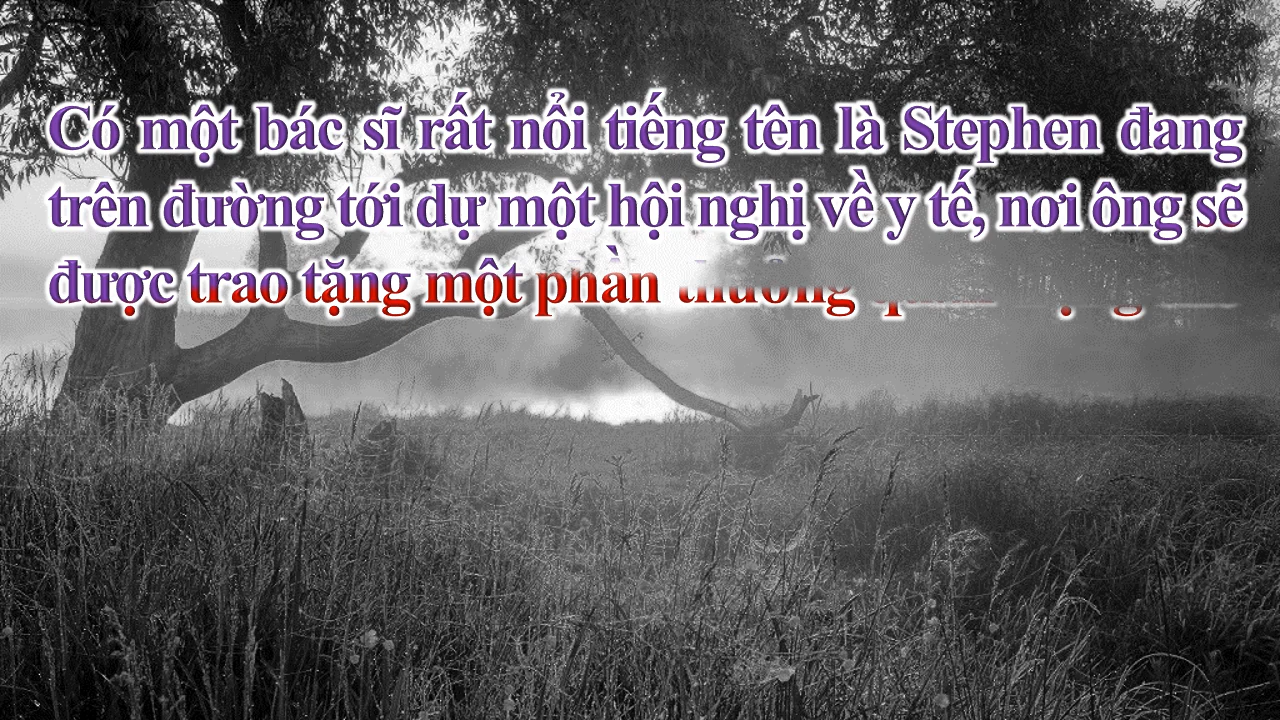 Có một bác sĩ rất nổi tiếng tên là Stephen đang
trên đường tới dự một hội nghị về y tế, nơi ông sẽ
được trao tặng một phần thưởng